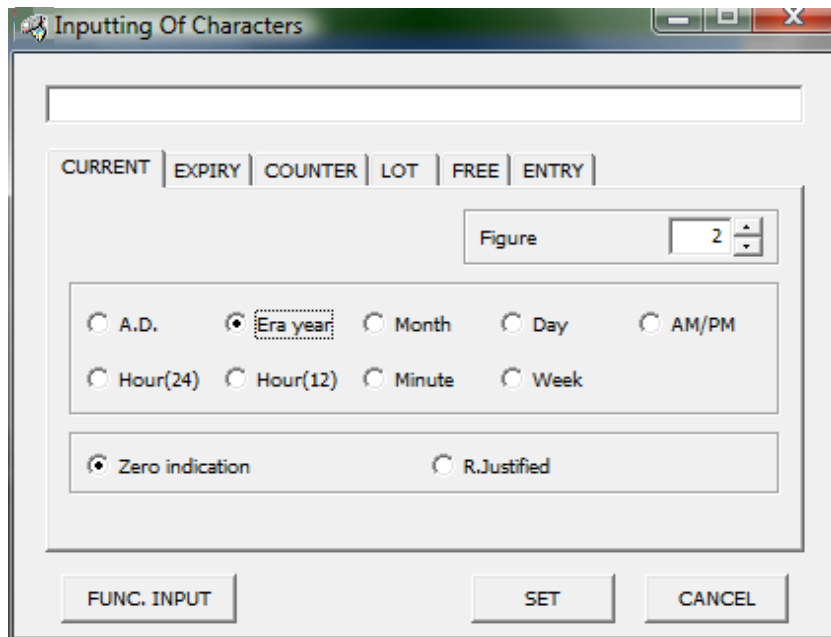 Inputting Of Characters
CURRENT EXPIRY COUNTER LOT FREE ENTRY
Figure 2
A.D. Era year Month Day AM/PM
Hour(24) Hour(12) Minute Week
Zero indication R.Justified
FUNC. INPUT SET CANCEL